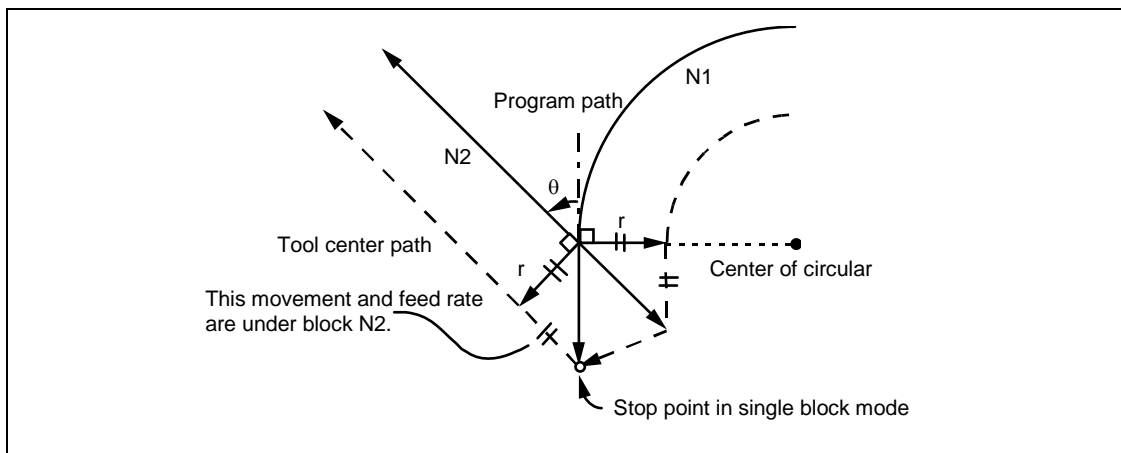 N1
Program path
N2
θ
r
Tool center path
Center of circular
r
This movement and feed rate
are under block N2.
Stop point in single block mode